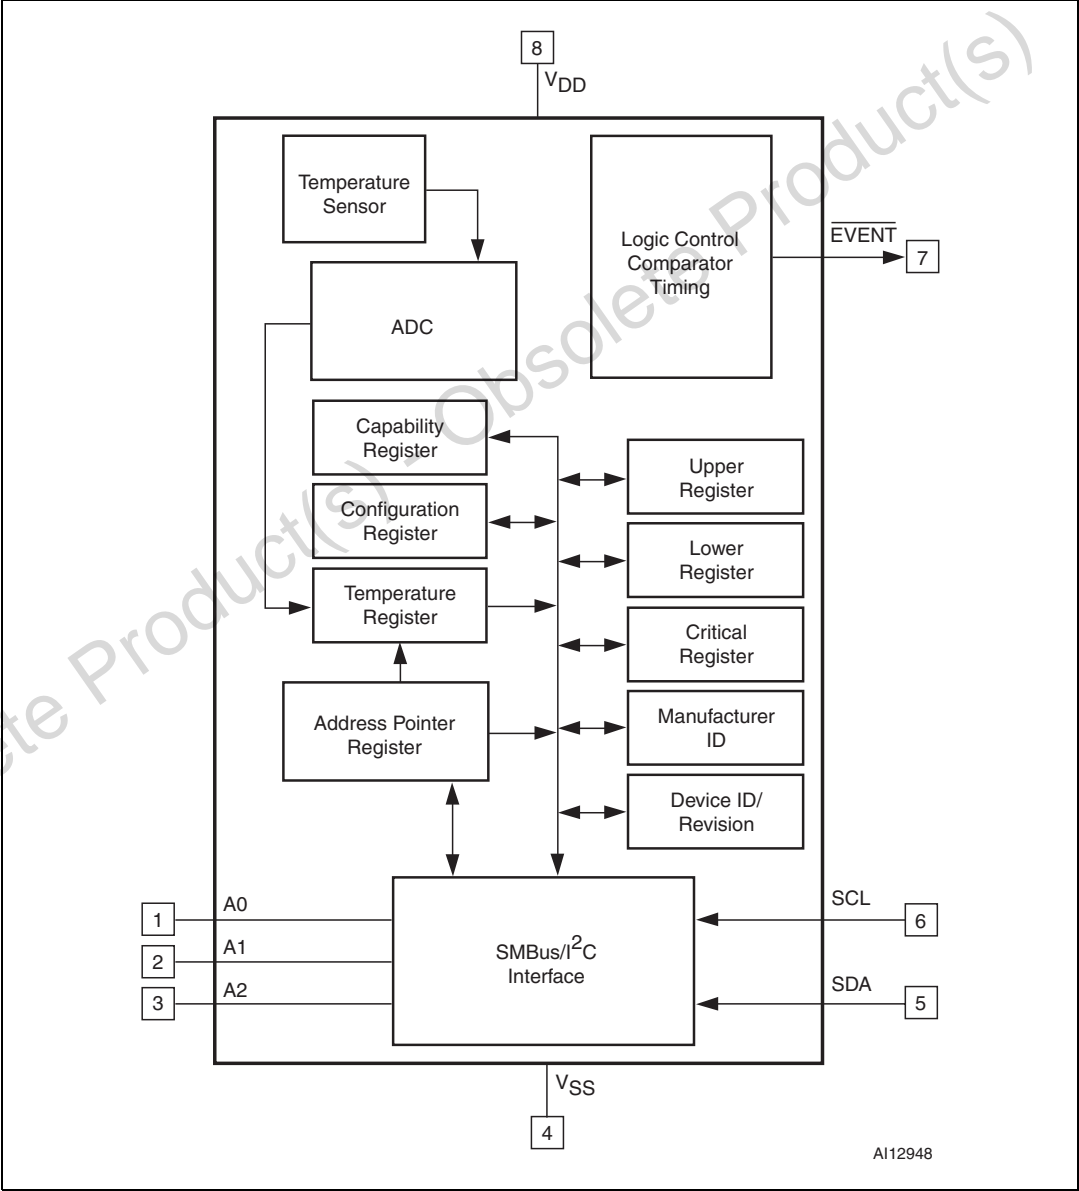 8
VDD
Temperature
Sensor
Logic Control
Comparator
Timing
EVENT
7
ADC
Capability
Register
Upper
Register
Configuration
Register
Lower
Register
Temperature
Register
Critical
Register
Address Pointer
Register
Manufacturer
ID
Device ID/
Revision
1
A0
2
A1
3
A2
SMBus/I2C
Interface
SCL
6
SDA
5
VSS
4
AI12948
ete Product(s) - Obsolete Product(s)